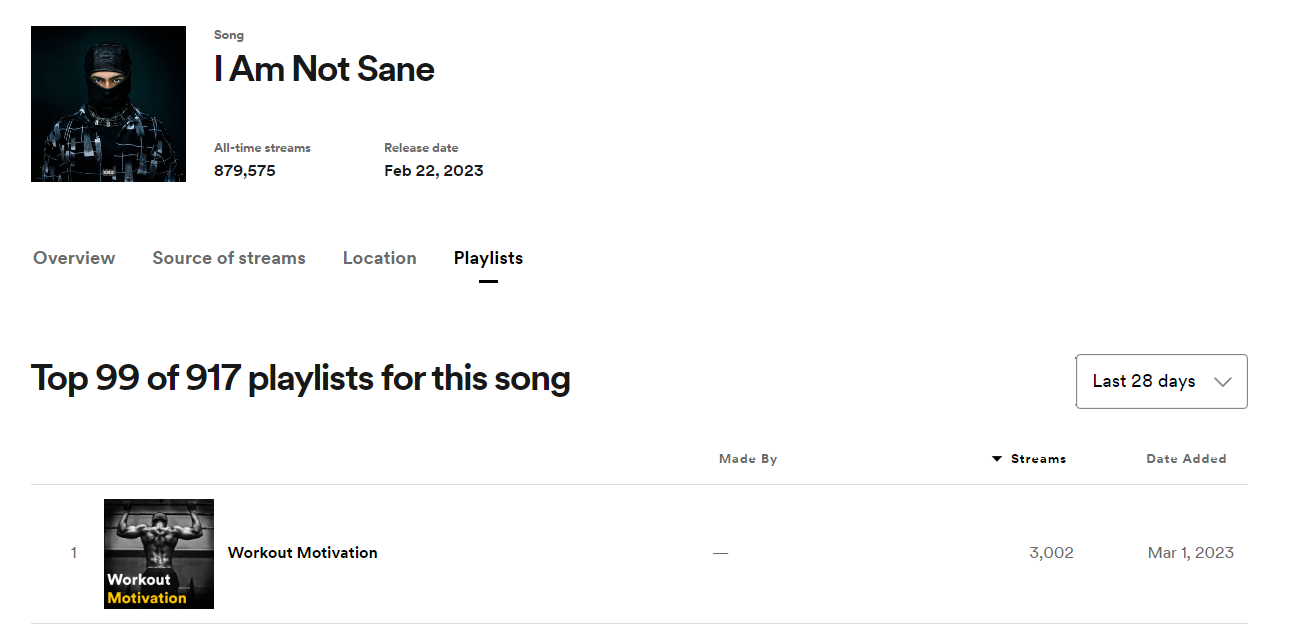 Song
I Am Not Sane
All-time streams
Release date
879,575
Feb 22, 2023
Overview
Source of streams
Location
Playlists
Top 99 of 917 playlists for this song
Last 28 days
Made By
Streams
Date Added
1
Workout
Motivation
Workout Motivation
—
3,002
Mar 1, 2023